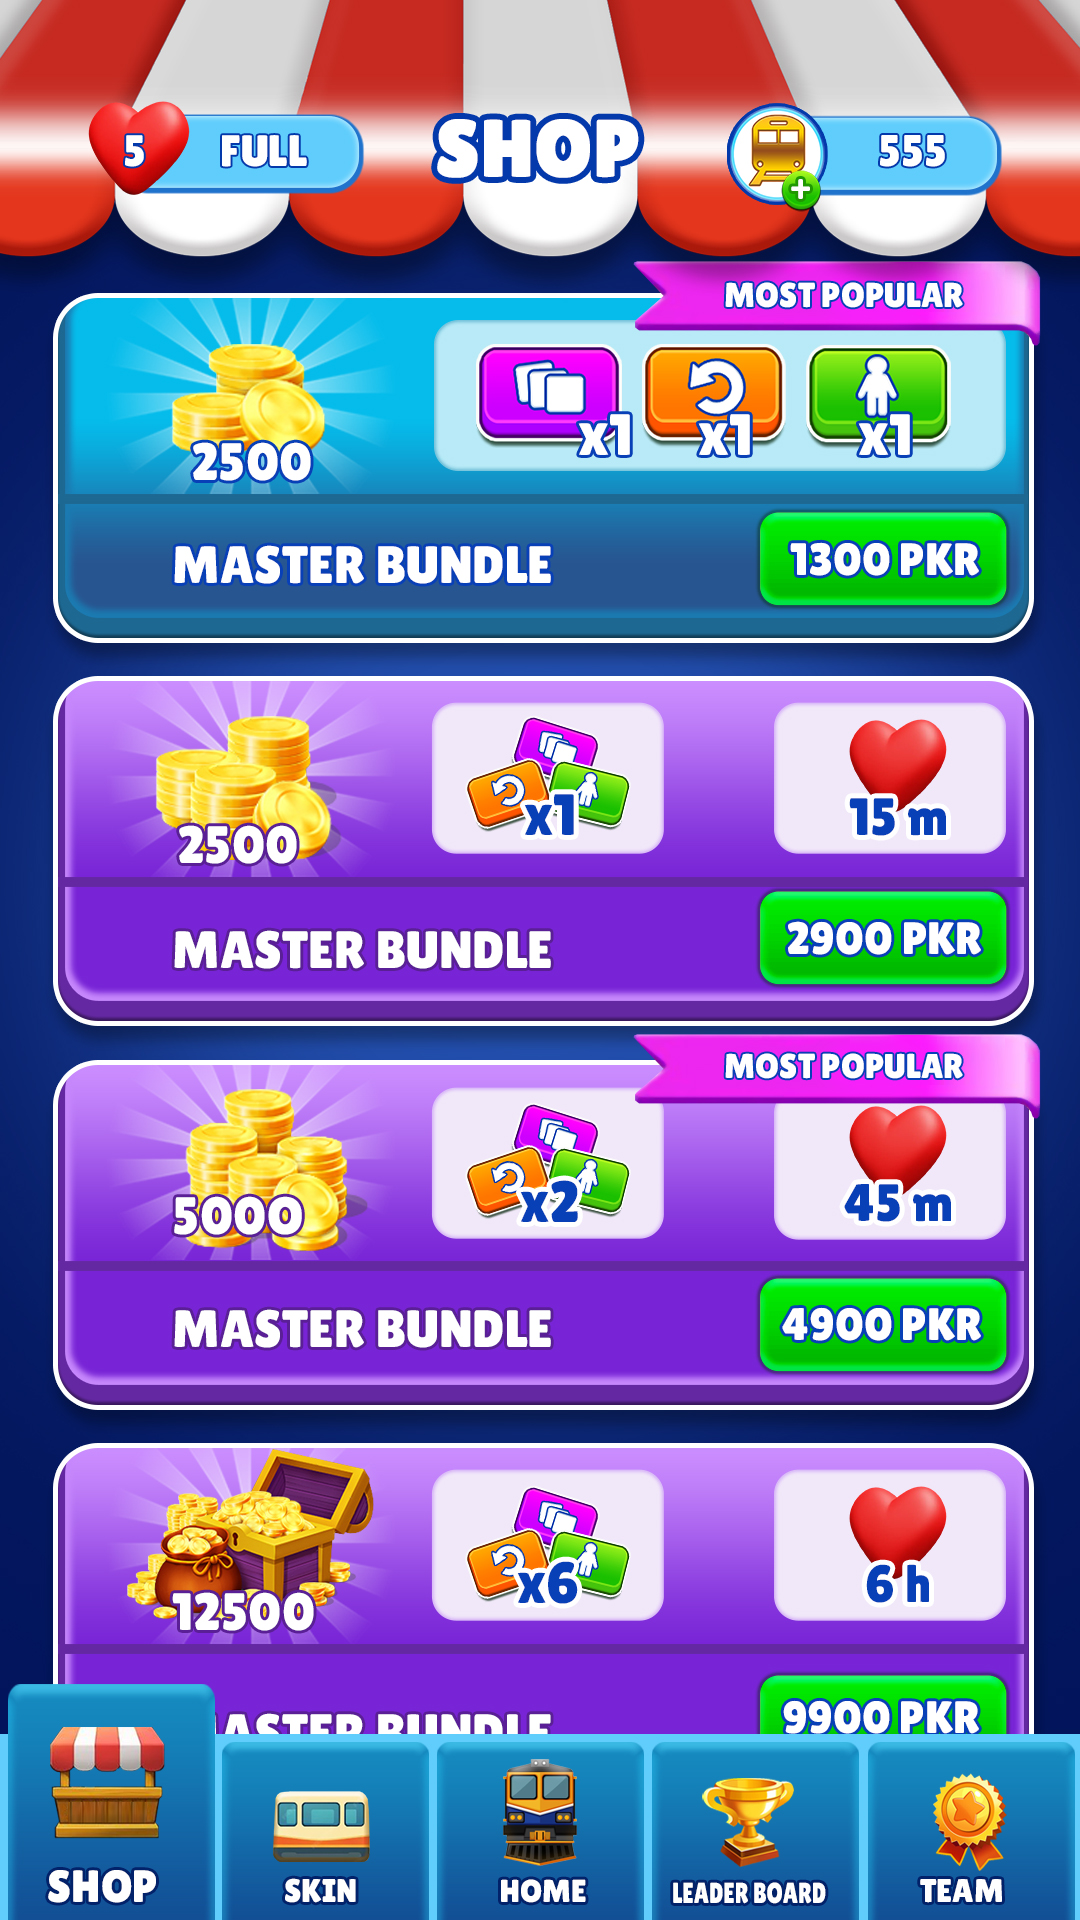 5
FULL
SHOP
555
MOST POPULAR
2500
x1
x1
x1
MASTER BUNDLE
1300 PKR
2500
x1
15 m
MASTER BUNDLE
2900 PKR
MOST POPULAR
5000
x2
45 m
MASTER BUNDLE
4900 PKR
12500
x6
6 h
ASTER BUNDLE
9900 PKR
SHOP
SKIN
HOME
LEADER BOARD
TEAM